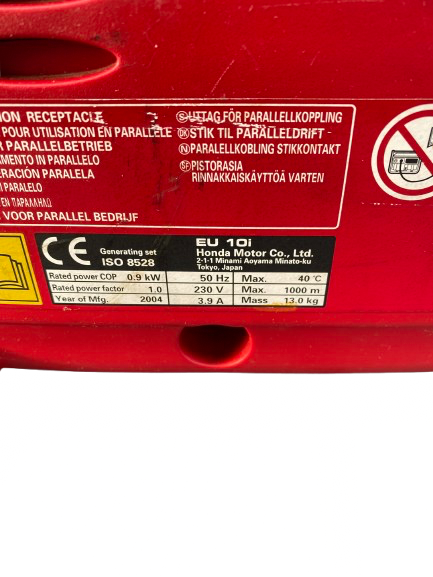 ION RECEPTACLE
POUR UTILISATION EN PARALLELE
R PARALLELBETRIEB
AMENTO IN PARALLELO
ERACIÓN PARALELA
PARALELO
VOOR PARALLEL BEDRIJF
Ⓢ UTTAG FÖR PARALLELLKOPPLING
STIK TIL PARALLELDRIFT
Ⓝ PARALLELKOBLING STIKKONTAKT
PISTORASIA
RINNAKKAISKÄYTTÖÄ VARTEN
CE
Generating set
ISO 8528
EU 10i
Honda Motor Co., Ltd.
2-1-1 Minami Aoyama Minato-ku
Tokyo, Japan
Rated power COP 0.9 kW 50 Hz Max. 40 °C
Rated power factor 1.0 230 V Max. 1000 m
Year of Mfg. 2004 3.9 A Mass 13.0 kg